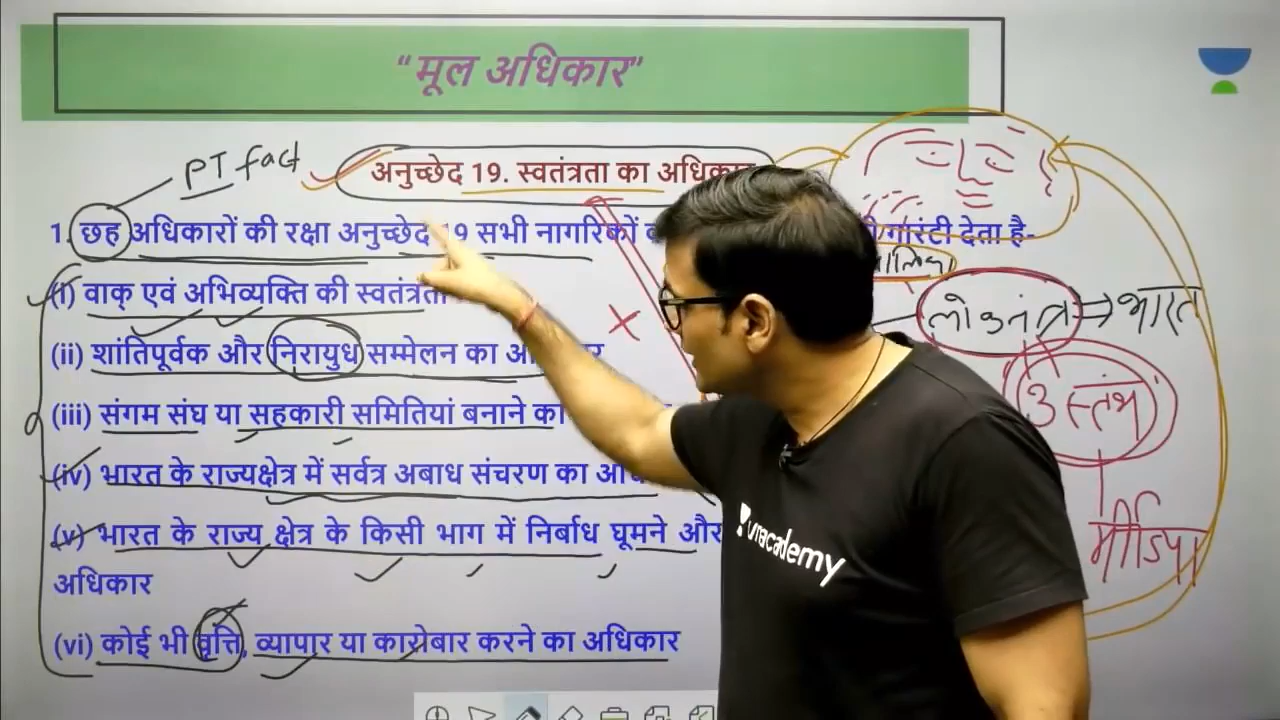 “मूल अधिकार”
PT fact
अनुच्छेद 19. स्वतंत्रता का अधिकार
1. छह अधिकारों की रक्षा अनुच्छेद 19 सभी नागरिकों गारंटी देता है-
(i) वाक् एवं अभिव्यक्ति की स्वतंत्रता
लोकतंत्र → भारत
(ii) शांतिपूर्वक और निरायुध सम्मेलन का
3 स्तंभ
(iii) संगम संघ या सहकारी समितियां बनाने का
(iv) भारत के राज्यक्षेत्र में सर्वत्र अबाध संचरण का
(v) भारत के राज्य क्षेत्र के किसी भाग में निर्बाध घूमने और
मीडिया
अधिकार
(vi) कोई भी वृत्ति, व्यापार या कारोबार करने का अधिकार
unacademy